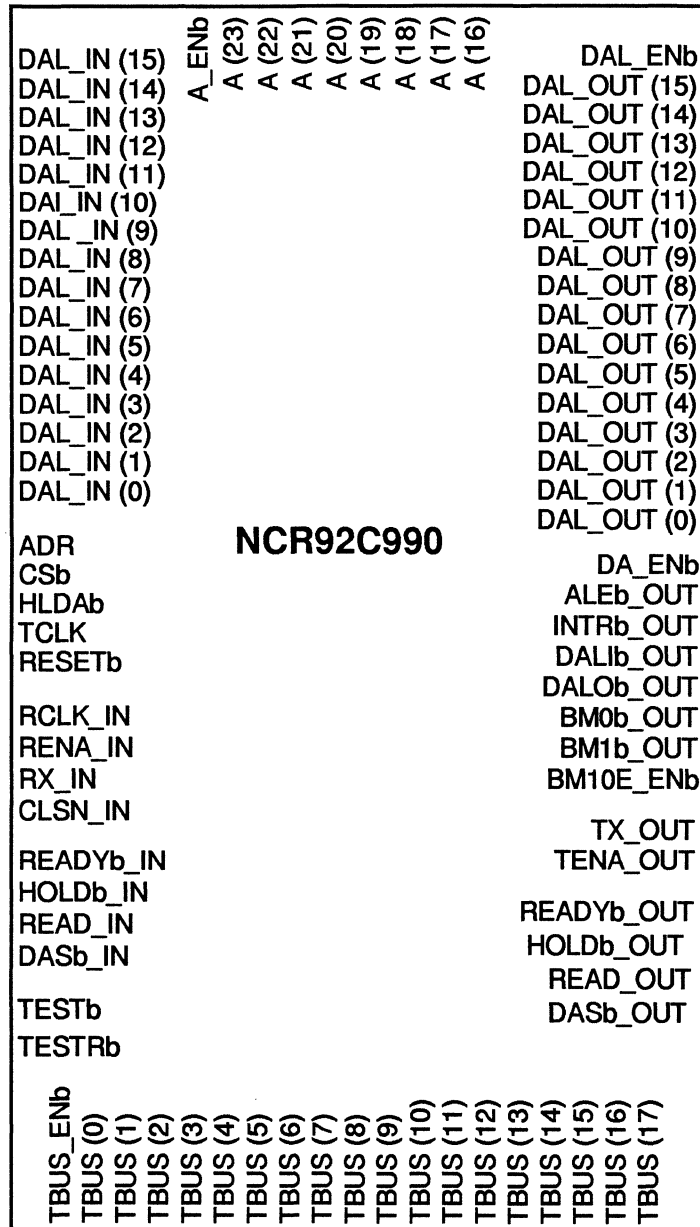 A_ENb
A (23)
A (22)
A (21)
A (20)
A (19)
A (18)
A (17)
A (16)
DAL_IN (15)
DAL_IN (14)
DAL_IN (13)
DAL_IN (12)
DAL_IN (11)
DAI_IN (10)
DAL _IN (9)
DAL_IN (8)
DAL_IN (7)
DAL_IN (6)
DAL_IN (5)
DAL_IN (4)
DAL_IN (3)
DAL_IN (2)
DAL_IN (1)
DAL_IN (0)
ADR
CSb
HLDAb
TCLK
RESETb
RCLK_IN
RENA_IN
RX_IN
CLSN_IN
READYb_IN
HOLDb_IN
READ_IN
DASb_IN
TESTb
TESTRb
NCR92C990
DAL_ENb
DAL_OUT (15)
DAL_OUT (14)
DAL_OUT (13)
DAL_OUT (12)
DAL_OUT (11)
DAL_OUT (10)
DAL_OUT (9)
DAL_OUT (8)
DAL_OUT (7)
DAL_OUT (6)
DAL_OUT (5)
DAL_OUT (4)
DAL_OUT (3)
DAL_OUT (2)
DAL_OUT (1)
DAL_OUT (0)
DA_ENb
ALEb_OUT
INTRb_OUT
DALIb_OUT
DALOb_OUT
BM0b_OUT
BM1b_OUT
BM10E_ENb
TX_OUT
TENA_OUT
READYb_OUT
HOLDb_OUT
READ_OUT
DASb_OUT
TBUS_ENb
TBUS (0)
TBUS (1)
TBUS (2)
TBUS (3)
TBUS (4)
TBUS (5)
TBUS (6)
TBUS (7)
TBUS (8)
TBUS (9)
TBUS (10)
TBUS (11)
TBUS (12)
TBUS (13)
TBUS (14)
TBUS (15)
TBUS (16)
TBUS (17)